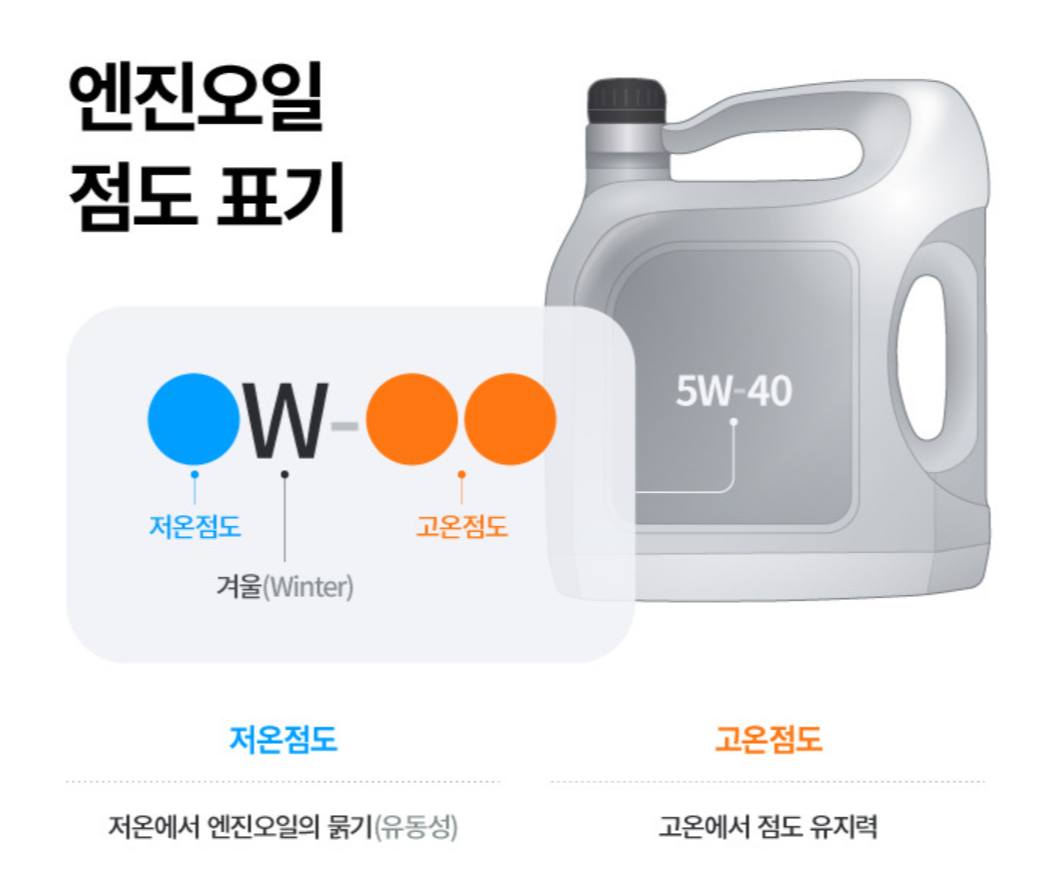 엔진오일
점도 표기
5W-40
W-
저온점도
고온점도
겨울(Winter)
저온점도
고온점도
저온에서 엔진오일의 묽기(유동성)
고온에서 점도 유지력